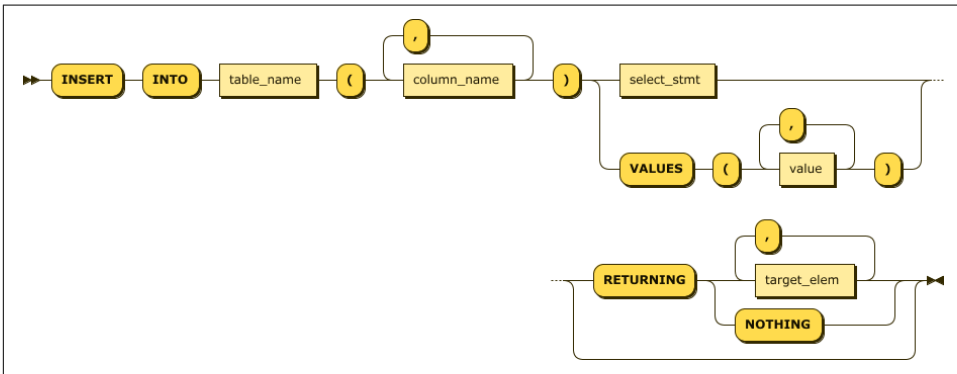 ,
INSERT INTO table_name ( column_name ) select_stmt
,
VALUES ( value )
,
RETURNING target_elem
NOTHING